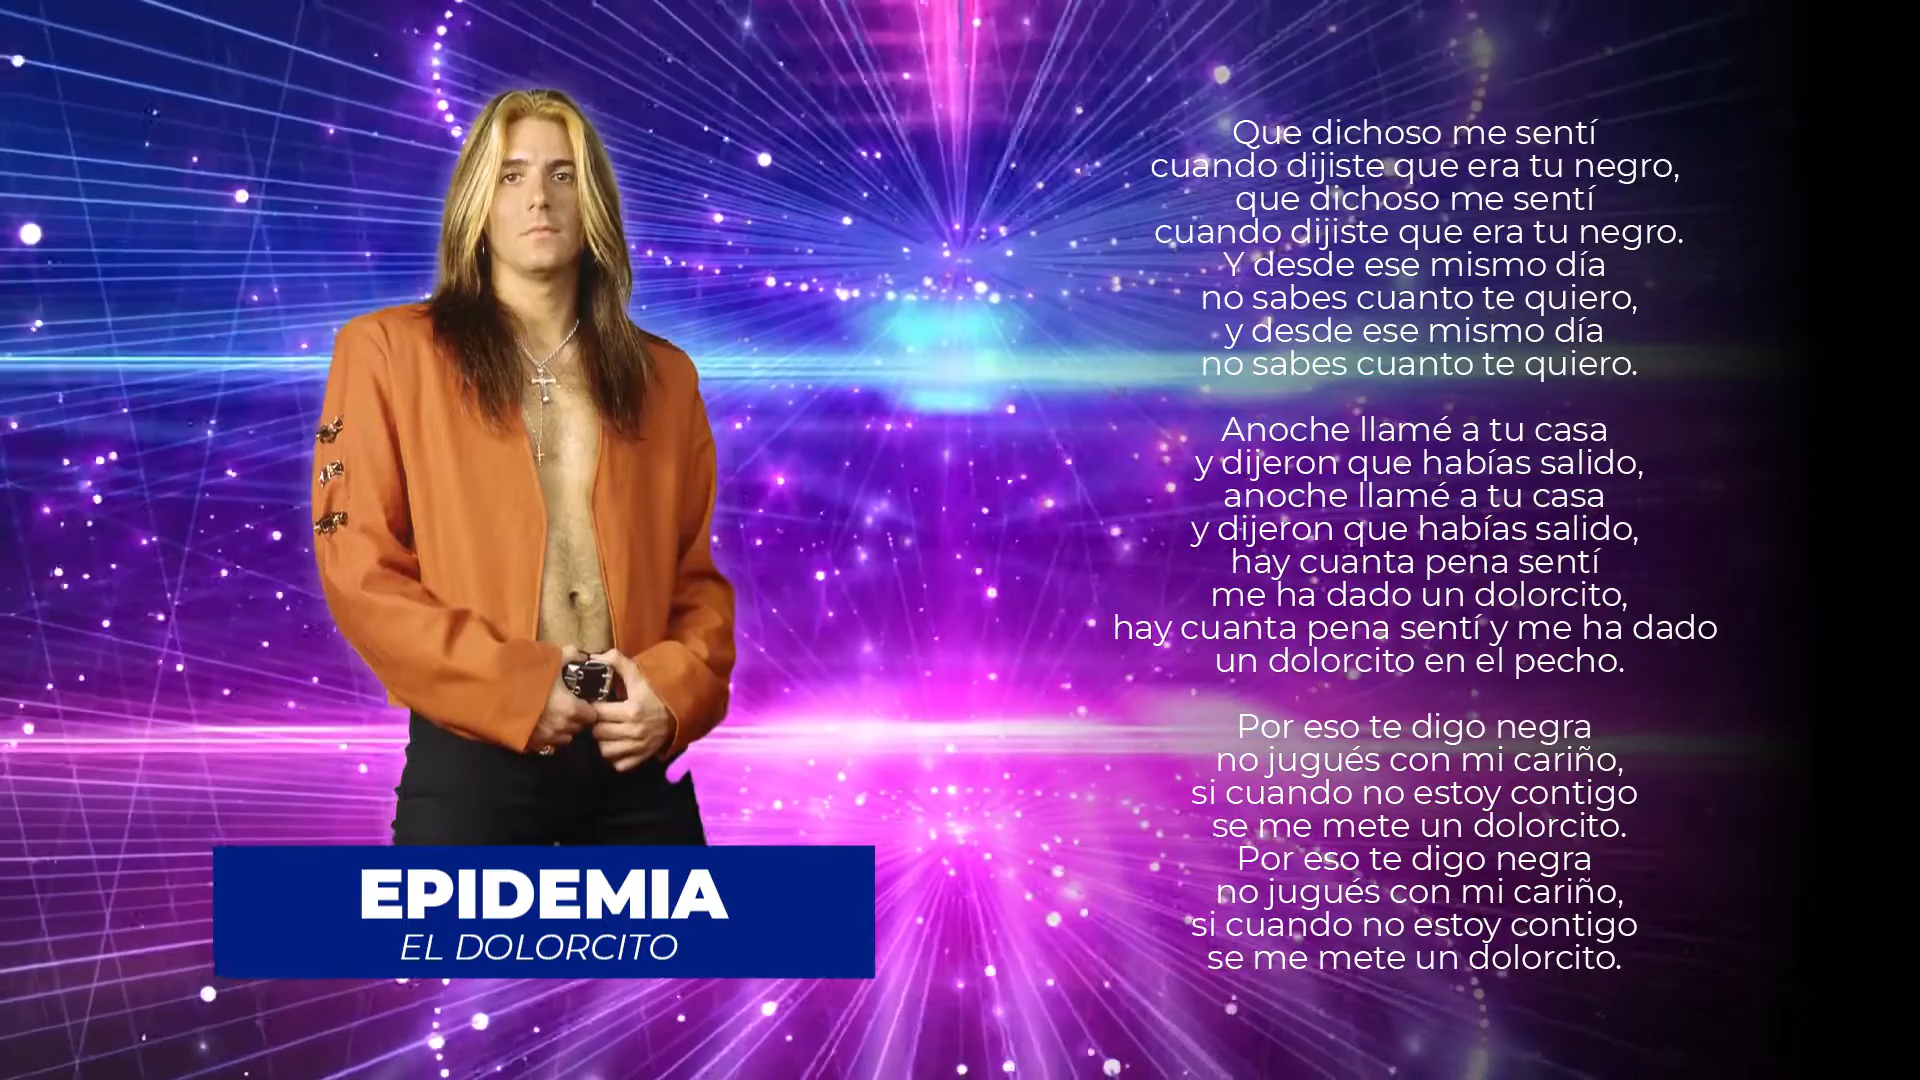 Que dichoso me sentí
cuando dijiste que era tu negro,
que dichoso me sentí
cuando dijiste que era tu negro.
Y desde ese mismo día
no sabes cuanto te quiero,
y desde ese mismo día
no sabes cuanto te quiero.
Anoche llamé a tu casa
y dijeron que habías salido,
anoche llamé a tu casa
y dijeron que habías salido,
hay cuanta pena sentí
me ha dado un dolorcito,
hay cuanta pena sentí y me ha dado
un dolorcito en el pecho.
Por eso te digo negra
no jugués con mi cariño,
si cuando no estoy contigo
se me mete un dolorcito.
Por eso te digo negra
no jugués con mi cariño,
si cuando no estoy contigo
se me mete un dolorcito.
EPIDEMIA
EL DOLORCITO